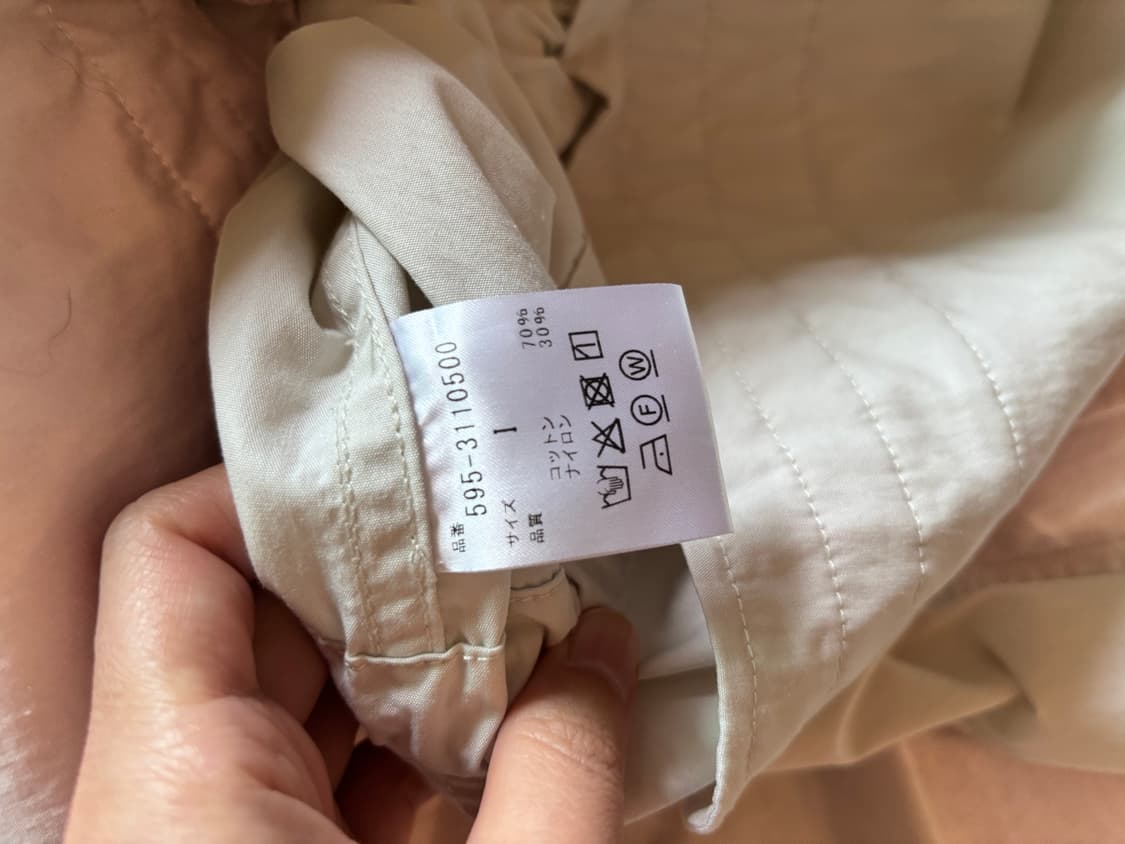 品番 595-3110500
サイズ I
品質 コットン 70%
ナイロン 30%
F W